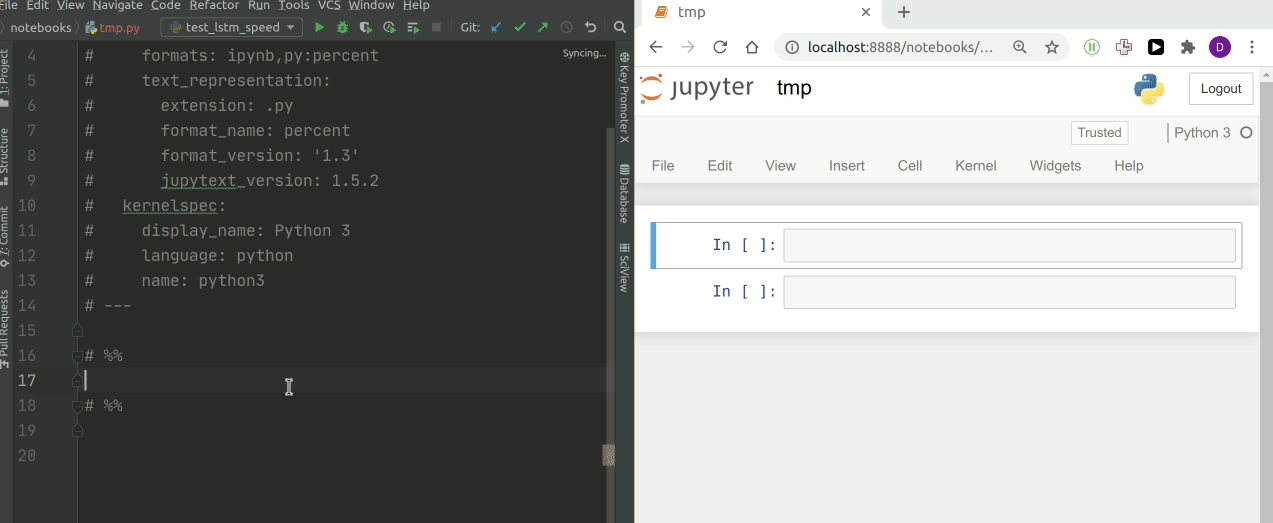 File Edit View Navigate Code Refactor Run Tools VCS Window Help
notebooks tmp.py test_lstm_speed Git:
1: Project
Structure
7: Commit
Pull Requests
Syncing...
4 # formats: ipynb,py:percent
5 # text_representation:
6 # extension: .py
7 # format_name: percent
8 # format_version: '1.3'
9 # jupytext_version: 1.5.2
10 # kernelspec:
11 # display_name: Python 3
12 # language: python
13 # name: python3
14 # ---
15
16 # %%
17
18 # %%
19
20
Key Promoter X
Database
SciView
tmp
localhost:8888/notebooks/... D
jupyter tmp Logout
Trusted Python 3
File Edit View Insert Cell Kernel Widgets Help
In [ ]:
In [ ]: